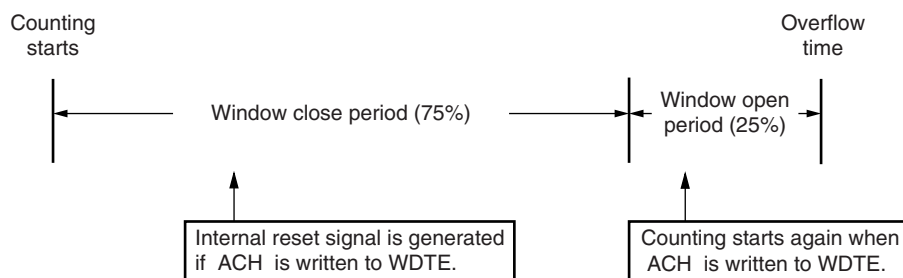 Counting
starts
Overflow
time
Window close period (75%)
Window open
period (25%)
Internal reset signal is generated
if ACH is written to WDTE.
Counting starts again when
ACH is written to WDTE.